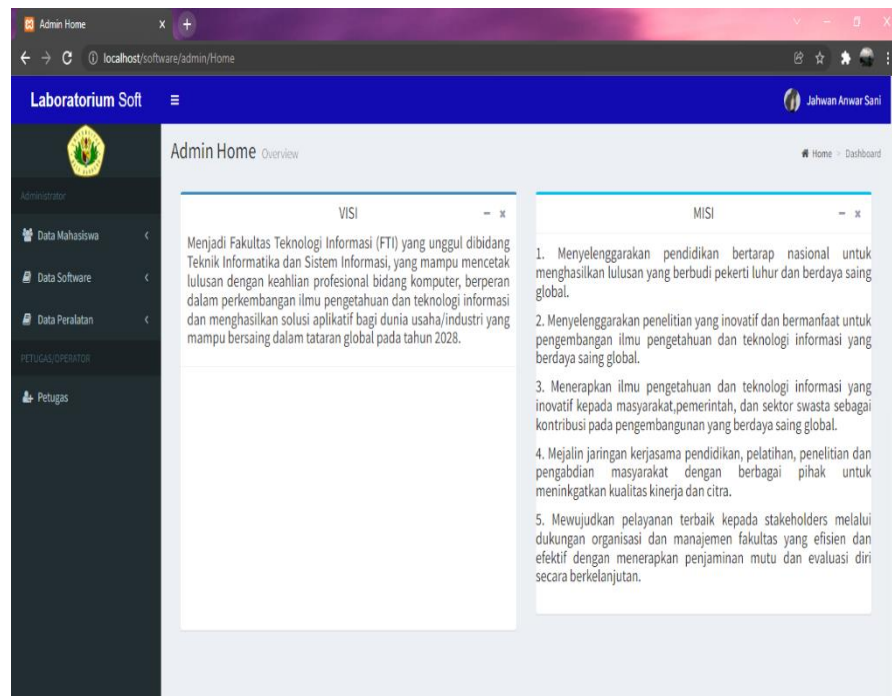 Admin Home
localhost/software/admin/Home
Laboratorium Soft
Jahwan Anwar Sani
Administrator
Data Mahasiswa
Data Software
Data Peralatan
PETUGAS/OPERATOR
Petugas
Admin Home Overview
Home > Dashboard
VISI
Menjadi Fakultas Teknologi Informasi (FTI) yang unggul dibidang
Teknik Informatika dan Sistem Informasi, yang mampu mencetak
lulusan dengan keahlian profesional bidang komputer, berperan
dalam perkembangan ilmu pengetahuan dan teknologi informasi
dan menghasilkan solusi aplikatif bagi dunia usaha/industri yang
mampu bersaing dalam tataran global pada tahun 2028.
MISI
1. Menyelenggarakan pendidikan bertarap nasional untuk
menghasilkan lulusan yang berbudi pekerti luhur dan berdaya saing
global.
2. Menyelenggarakan penelitian yang inovatif dan bermanfaat untuk
pengembangan ilmu pengetahuan dan teknologi informasi yang
berdaya saing global.
3. Menerapkan ilmu pengetahuan dan teknologi informasi yang
inovatif kepada masyarakat,pemerintah, dan sektor swasta sebagai
kontribusi pada pengembangunan yang berdaya saing global.
4. Mejalin jaringan kerjasama pendidikan, pelatihan, penelitian dan
pengabdian masyarakat dengan berbagai pihak untuk
meninkgatkan kualitas kinerja dan citra.
5. Mewujudkan pelayanan terbaik kepada stakeholders melalui
dukungan organisasi dan manajemen fakultas yang efisien dan
efektif dengan menerapkan penjaminan mutu dan evaluasi diri
secara berkelanjutan.